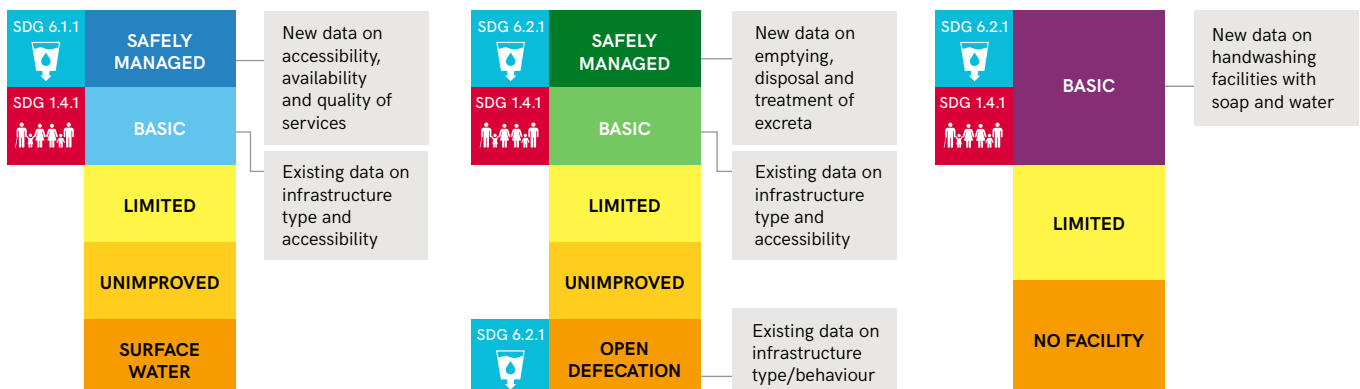 SDG 6.1.1
SAFELY
MANAGED
New data on
accessibility,
availability
and quality of
services
SDG 1.4.1
BASIC
Existing data on
infrastructure
type and
accessibility
LIMITED
UNIMPROVED
SURFACE
WATER
SDG 6.2.1
SAFELY
MANAGED
New data on
emptying,
disposal and
treatment of
excreta
SDG 1.4.1
BASIC
Existing data on
infrastructure
type and
accessibility
LIMITED
UNIMPROVED
SDG 6.2.1
OPEN
DEFECATION
Existing data on
infrastructure
type/behaviour
SDG 6.2.1
SDG 1.4.1
BASIC
New data on
handwashing
facilities with
soap and water
LIMITED
NO FACILITY